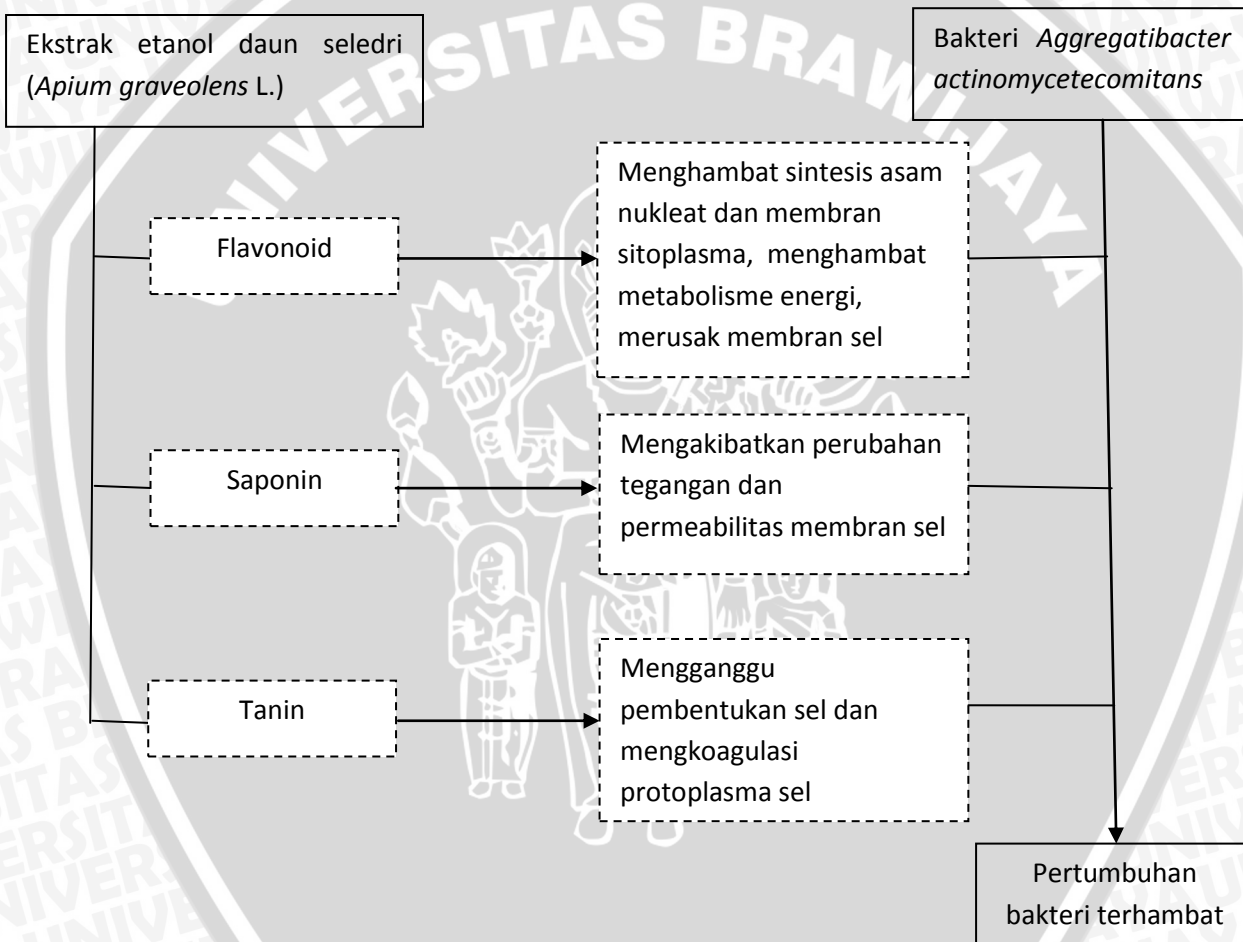 Ekstrak etanol daun seledri
(Apium graveolens L.)
Bakteri Aggregatibacter
actinomycetecomitans
UNIVERSITAS BRAWIJAYA
Flavonoid
Menghambat sintesis asam
nukleat dan membran
sitoplasma, menghambat
metabolisme energi,
merusak membran sel
Saponin
Mengakibatkan perubahan
tegangan dan
permeabilitas membran sel
Tanin
Mengganggu
pembentukan sel dan
mengkoagulasi
protoplasma sel
Pertumbuhan
bakteri terhambat